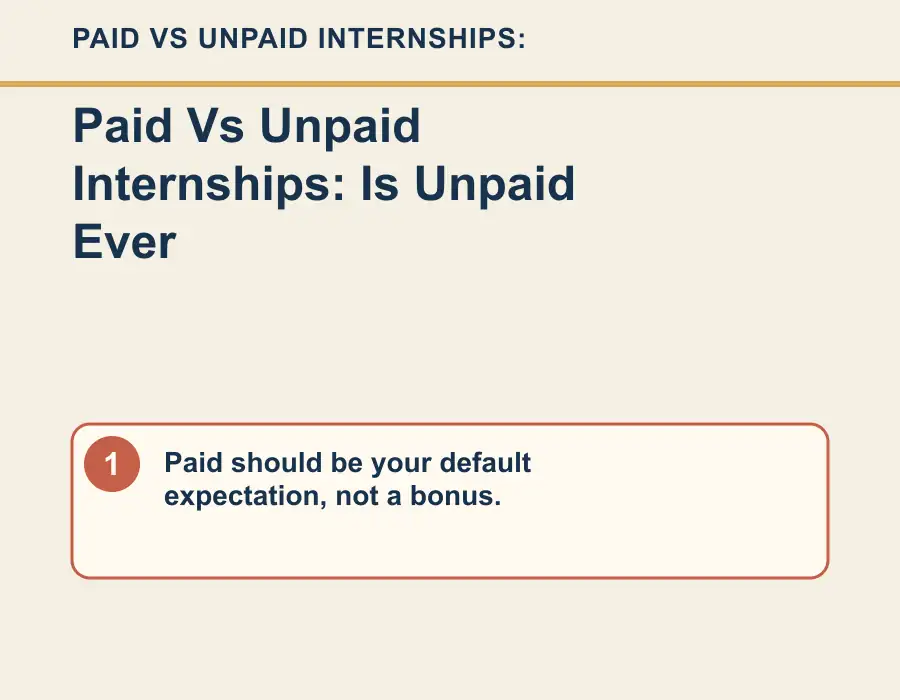 PAID VS UNPAID INTERNSHIPS:
Paid Vs Unpaid
Internships: Is Unpaid
Ever
1
Paid should be your default
expectation, not a bonus.